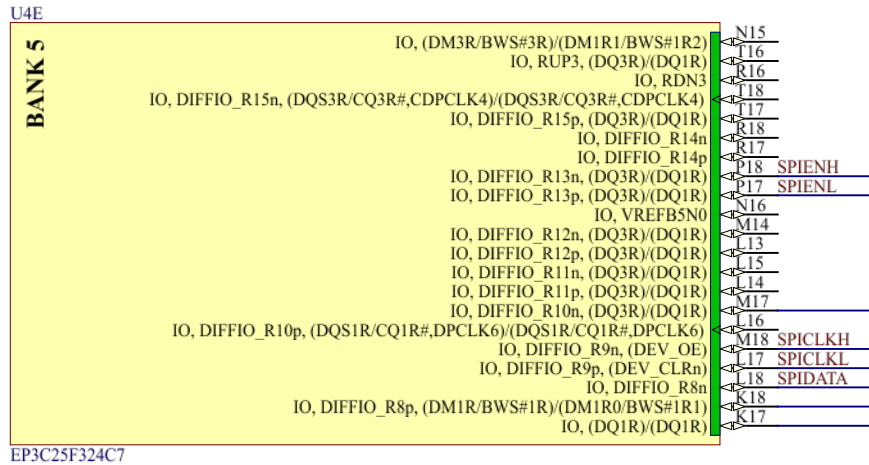 U4E
BANK 5
IO, (DM3R/BWS#3R)/(DM1R1/BWS#1R2) N15
IO, RUP3, (DQ3R)/(DQ1R) T16
IO, RDN3 R16
IO, DIFFIO_R15n, (DQS3R/CQ3R#,CDPCLK4)/(DQS3R/CQ3R#,CDPCLK4) T18
IO, DIFFIO_R15p, (DQ3R)/(DQ1R) T17
IO, DIFFIO_R14n R18
IO, DIFFIO_R14p R17
IO, DIFFIO_R13n, (DQ3R)/(DQ1R) P18 SPIENH
IO, DIFFIO_R13p, (DQ3R)/(DQ1R) P17 SPIENL
IO, VREFB5N0 N16
IO, DIFFIO_R12n, (DQ3R)/(DQ1R) M14
IO, DIFFIO_R12p, (DQ3R)/(DQ1R) L13
IO, DIFFIO_R11n, (DQ3R)/(DQ1R) L15
IO, DIFFIO_R11p, (DQ3R)/(DQ1R) L14
IO, DIFFIO_R10n, (DQ3R)/(DQ1R) M17
IO, DIFFIO_R10p, (DQS1R/CQ1R#,DPCLK6)/(DQS1R/CQ1R#,DPCLK6) L16
IO, DIFFIO_R9n, (DEV_OE) M18 SPICLKH
IO, DIFFIO_R9p, (DEV_CLRn) L17 SPICLKL
IO, DIFFIO_R8n L18 SPIDATA
IO, DIFFIO_R8p, (DM1R/BWS#1R)/(DM1R0/BWS#1R1) K18
IO, (DQ1R)/(DQ1R) K17
EP3C25F324C7